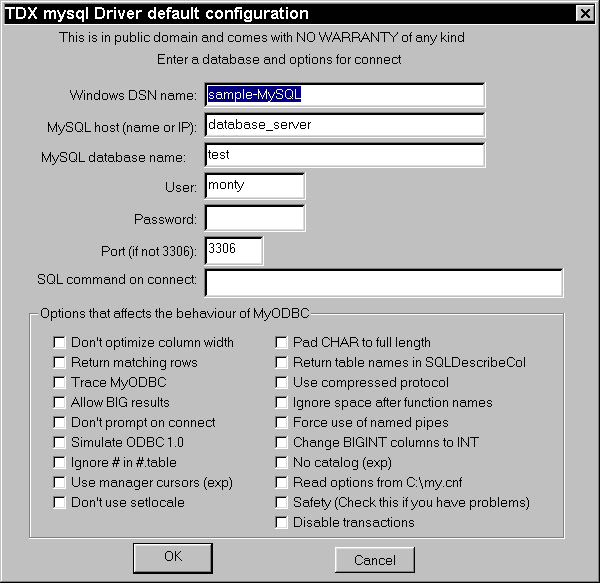 TDX mysql Driver default configuration
This is in public domain and comes with NO WARRANTY of any kind
Enter a database and options for connect
Windows DSN name: sample-MySQL
MySQL host (name or IP): database_server
MySQL database name: test
User: monty
Password:
Port (if not 3306): 3306
SQL command on connect:
Options that affects the behaviour of MyODBC
Don't optimize column width Pad CHAR to full length
Return matching rows Return table names in SQLDescribeCol
Trace MyODBC Use compressed protocol
Allow BIG results Ignore space after function names
Don't prompt on connect Force use of named pipes
Simulate ODBC 1.0 Change BIGINT columns to INT
Ignore # in #.table No catalog (exp)
Use manager cursors (exp) Read options from C:\my.cnf
Don't use setlocale Safety (Check this if you have problems)
Disable transactions
OK Cancel